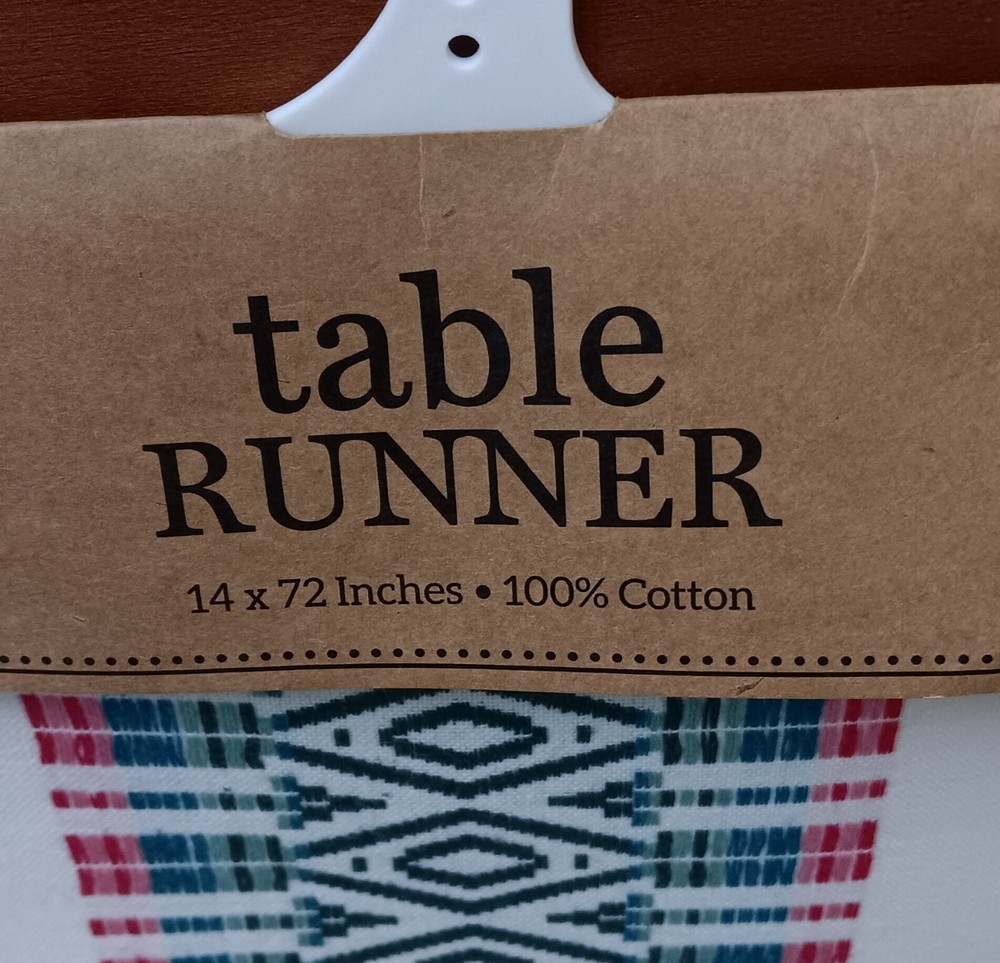 table
RUNNER
14 x 72 Inches • 100% Cotton